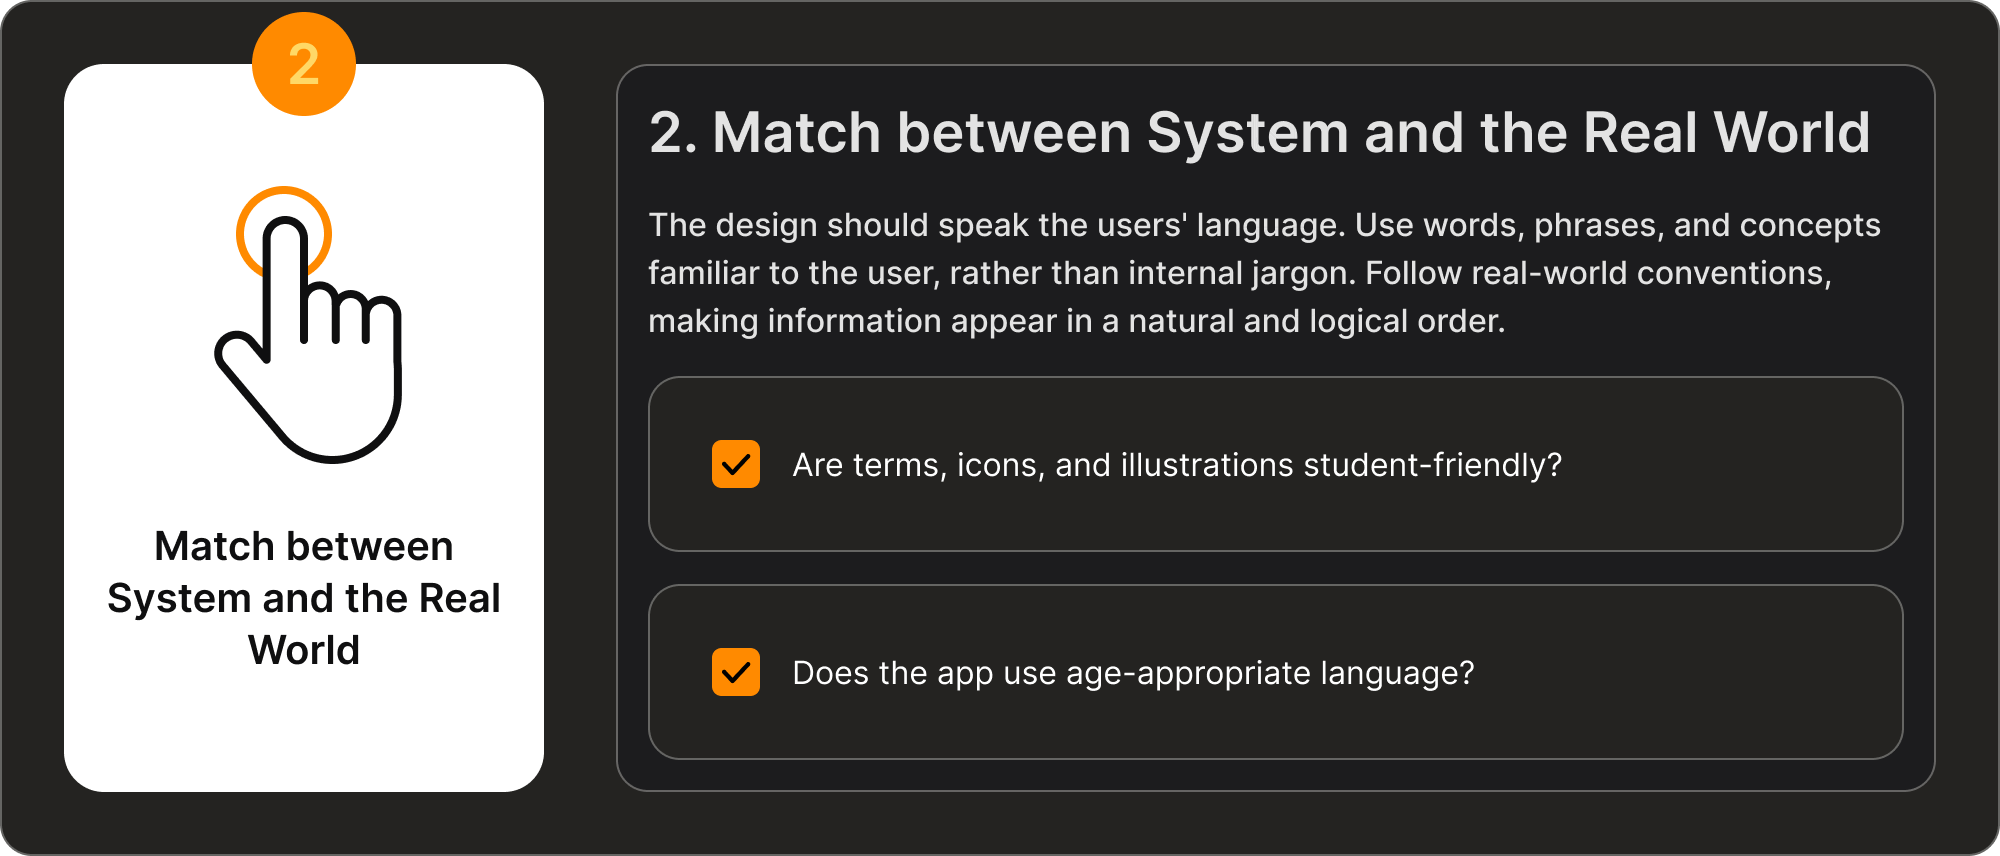 2
Match between
System and the Real
World
2. Match between System and the Real World
The design should speak the users' language. Use words, phrases, and concepts
familiar to the user, rather than internal jargon. Follow real-world conventions,
making information appear in a natural and logical order.
Are terms, icons, and illustrations student-friendly?
Does the app use age-appropriate language?